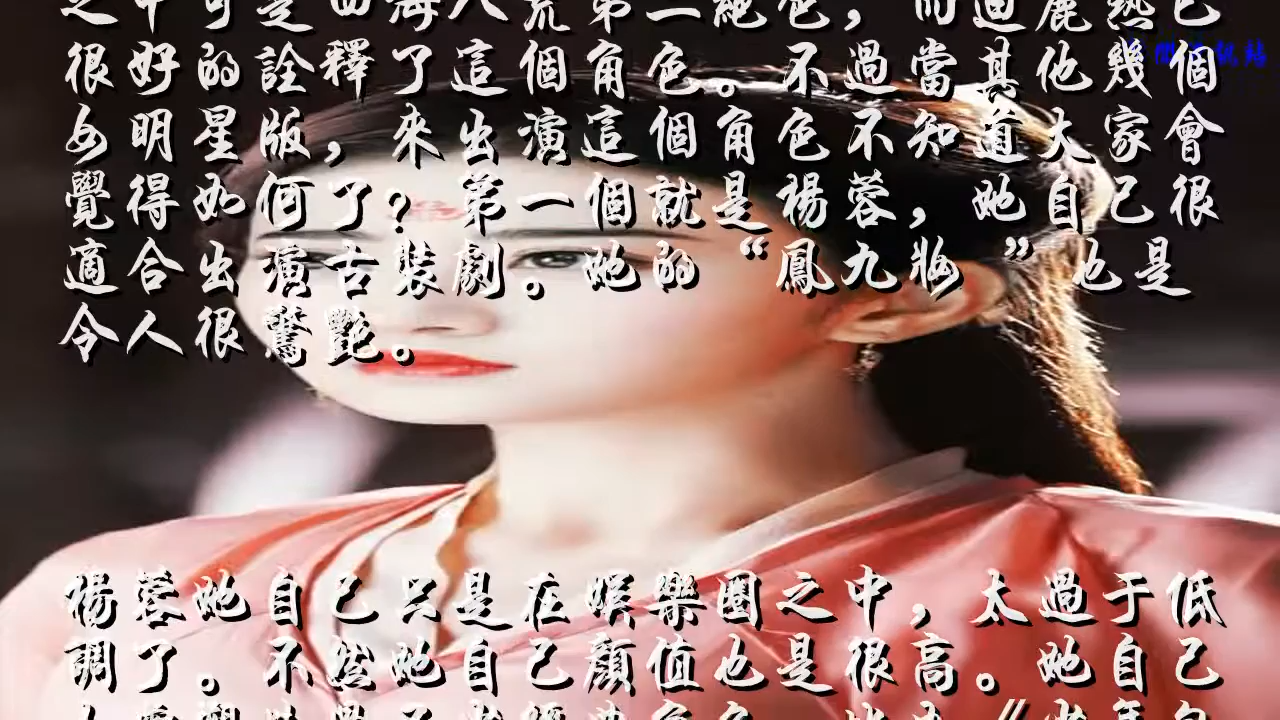 之中可是四海八荒第一絕色，而迪麗熱巴
很好的詮釋了這個角色。不過當其他幾個
女明星版，來出演這個角色不知道大家會
覺得如何了？第一個就是楊蓉，她自己很
適合出演古裝劇。她的“鳳九妝”也是
令人很驚艷。
楊蓉她自己只是在娛樂圈之中，太過于低
調了。不然她自己顏值也是很高。她自己